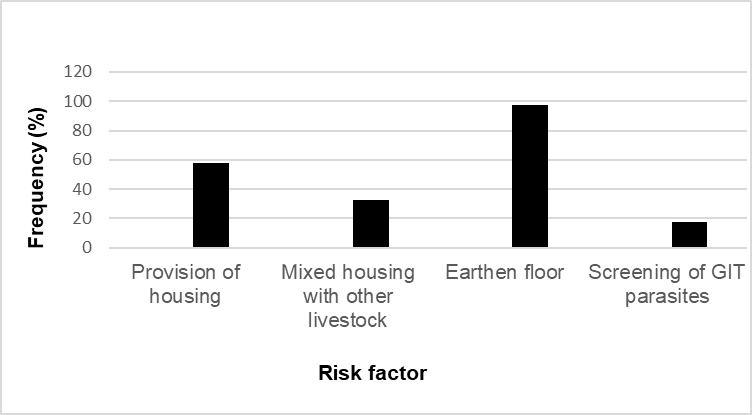 Frequency (%)
120
100
80
60
40
20
0
Provision of
housing
Mixed housing
with other
livestock
Earthen floor
Screening of GIT
parasites
Risk factor